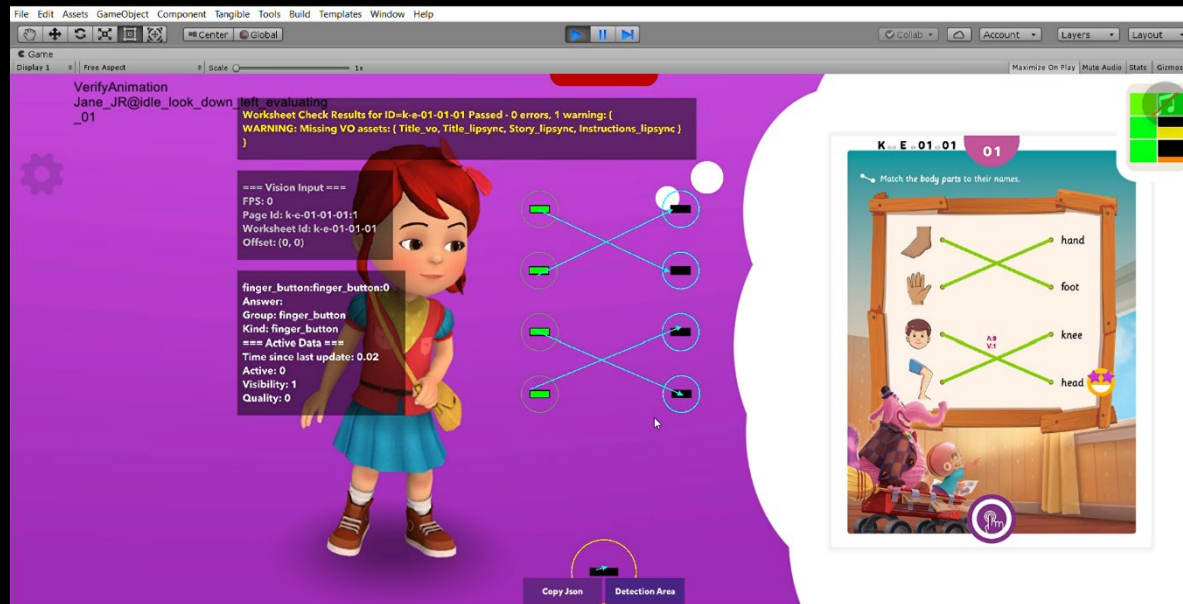 File Edit Assets GameObject Component Tangible Tools Build Templates Window Help
Center Global
Collab Account Layers Layout
Game
Display 1 Free Aspect Scale 1x
Maximize On Play Mute Audio Stats Gizmos
VerifyAnimation
Jane_JR@idle_look_down_left_evaluating
_01
Worksheet Check Results for ID=k-e-01-01-01 Passed - 0 errors, 1 warning: {
WARNING: Missing VO assets: { Title_vo, Title_lipsync, Story_lipsync, Instructions_lipsync }
}
=== Vision Input ===
FPS: 0
Page Id: k-e-01-01-01:1
Worksheet Id: k-e-01-01-01
Offset: (0, 0)
finger_button:finger_button:0
Answer:
Group: finger_button
Kind: finger_button
=== Active Data ===
Time since last update: 0.02
Active: 0
Visibility: 1
Quality: 0
Copy Json
Detection Area
K E 01 01
01
Match the body parts to their names.
hand
foot
knee
head
A:0
V:1